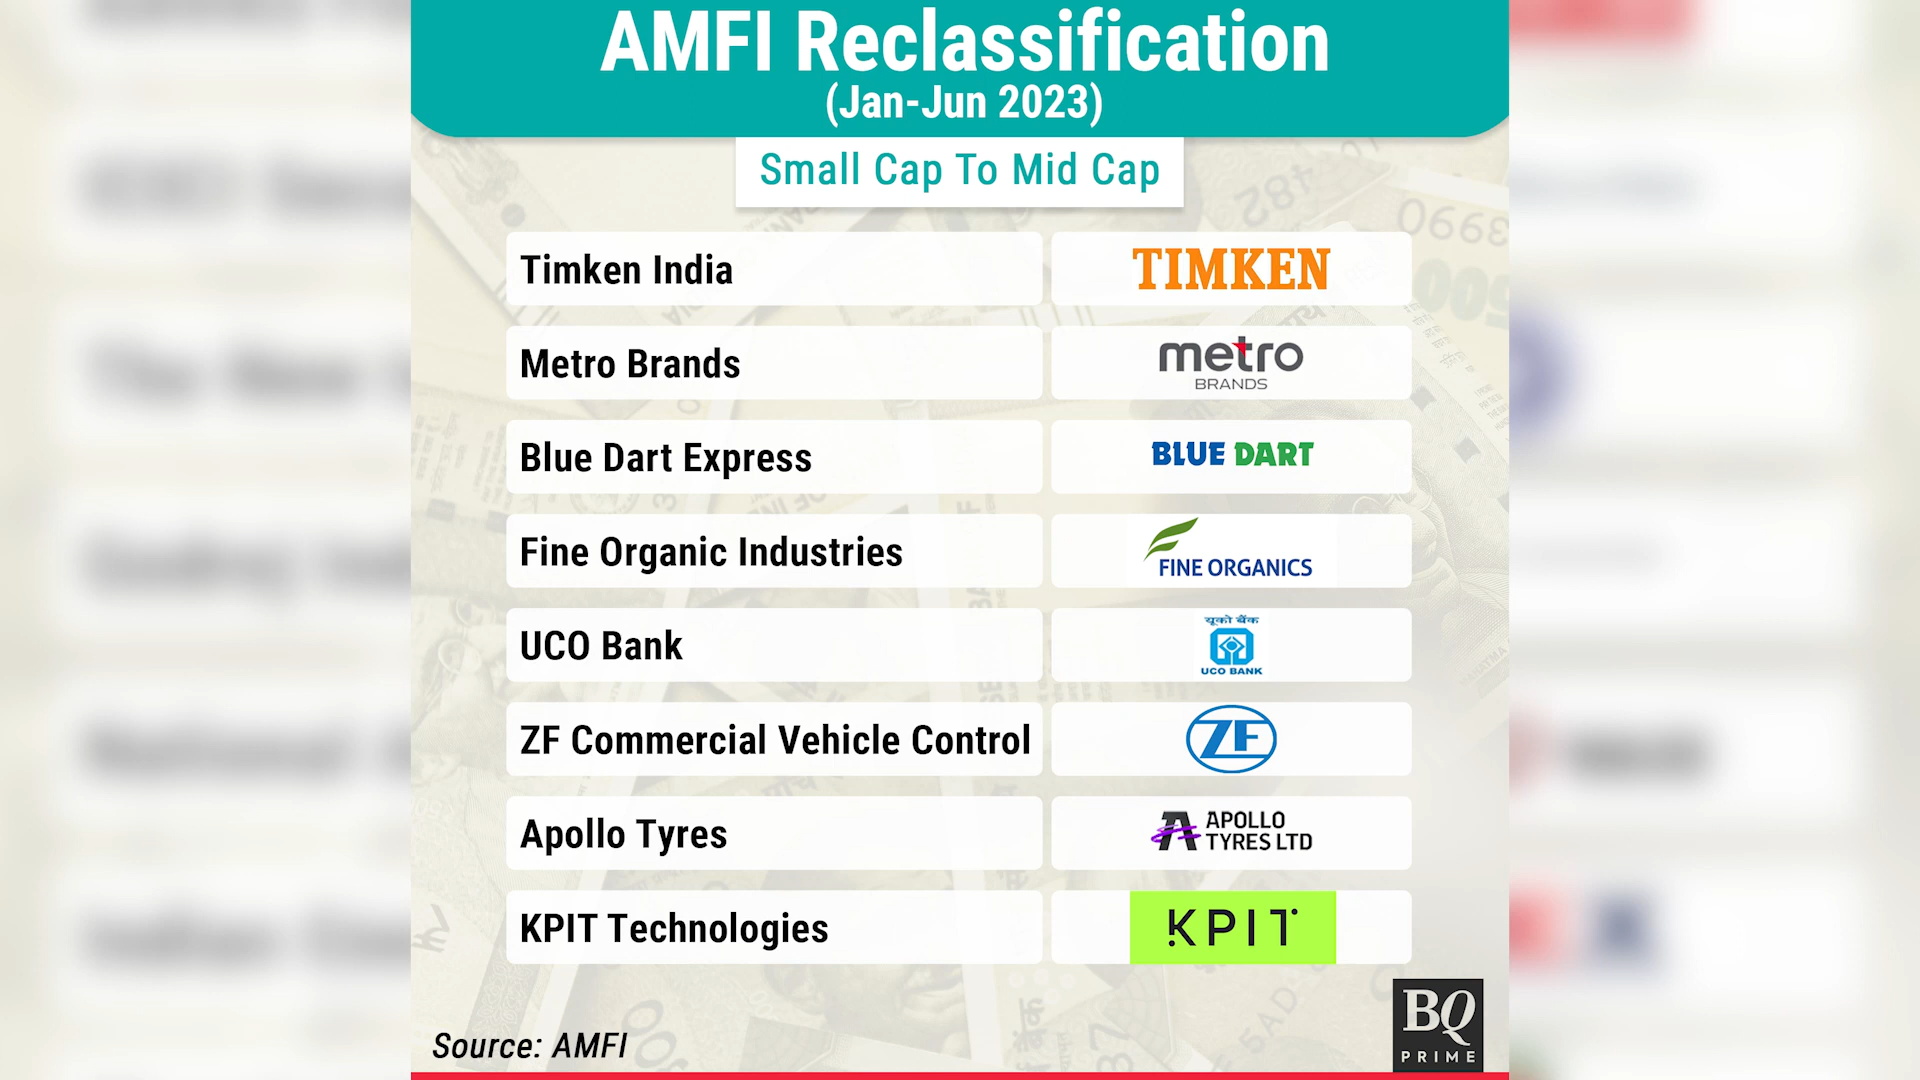 AMFI Reclassification
(Jan-Jun 2023)
Small Cap To Mid Cap
Timken India
TIMKEN
Metro Brands
metro
BRANDS
Blue Dart Express
BLUE DART
Fine Organic Industries
FINE ORGANICS
UCO Bank
यूको बैंक
UCO BANK
ZF Commercial Vehicle Control
ZF
Apollo Tyres
APOLLO
TYRES LTD
KPIT Technologies
KPIT
Source: AMFI
BQ
PRIME